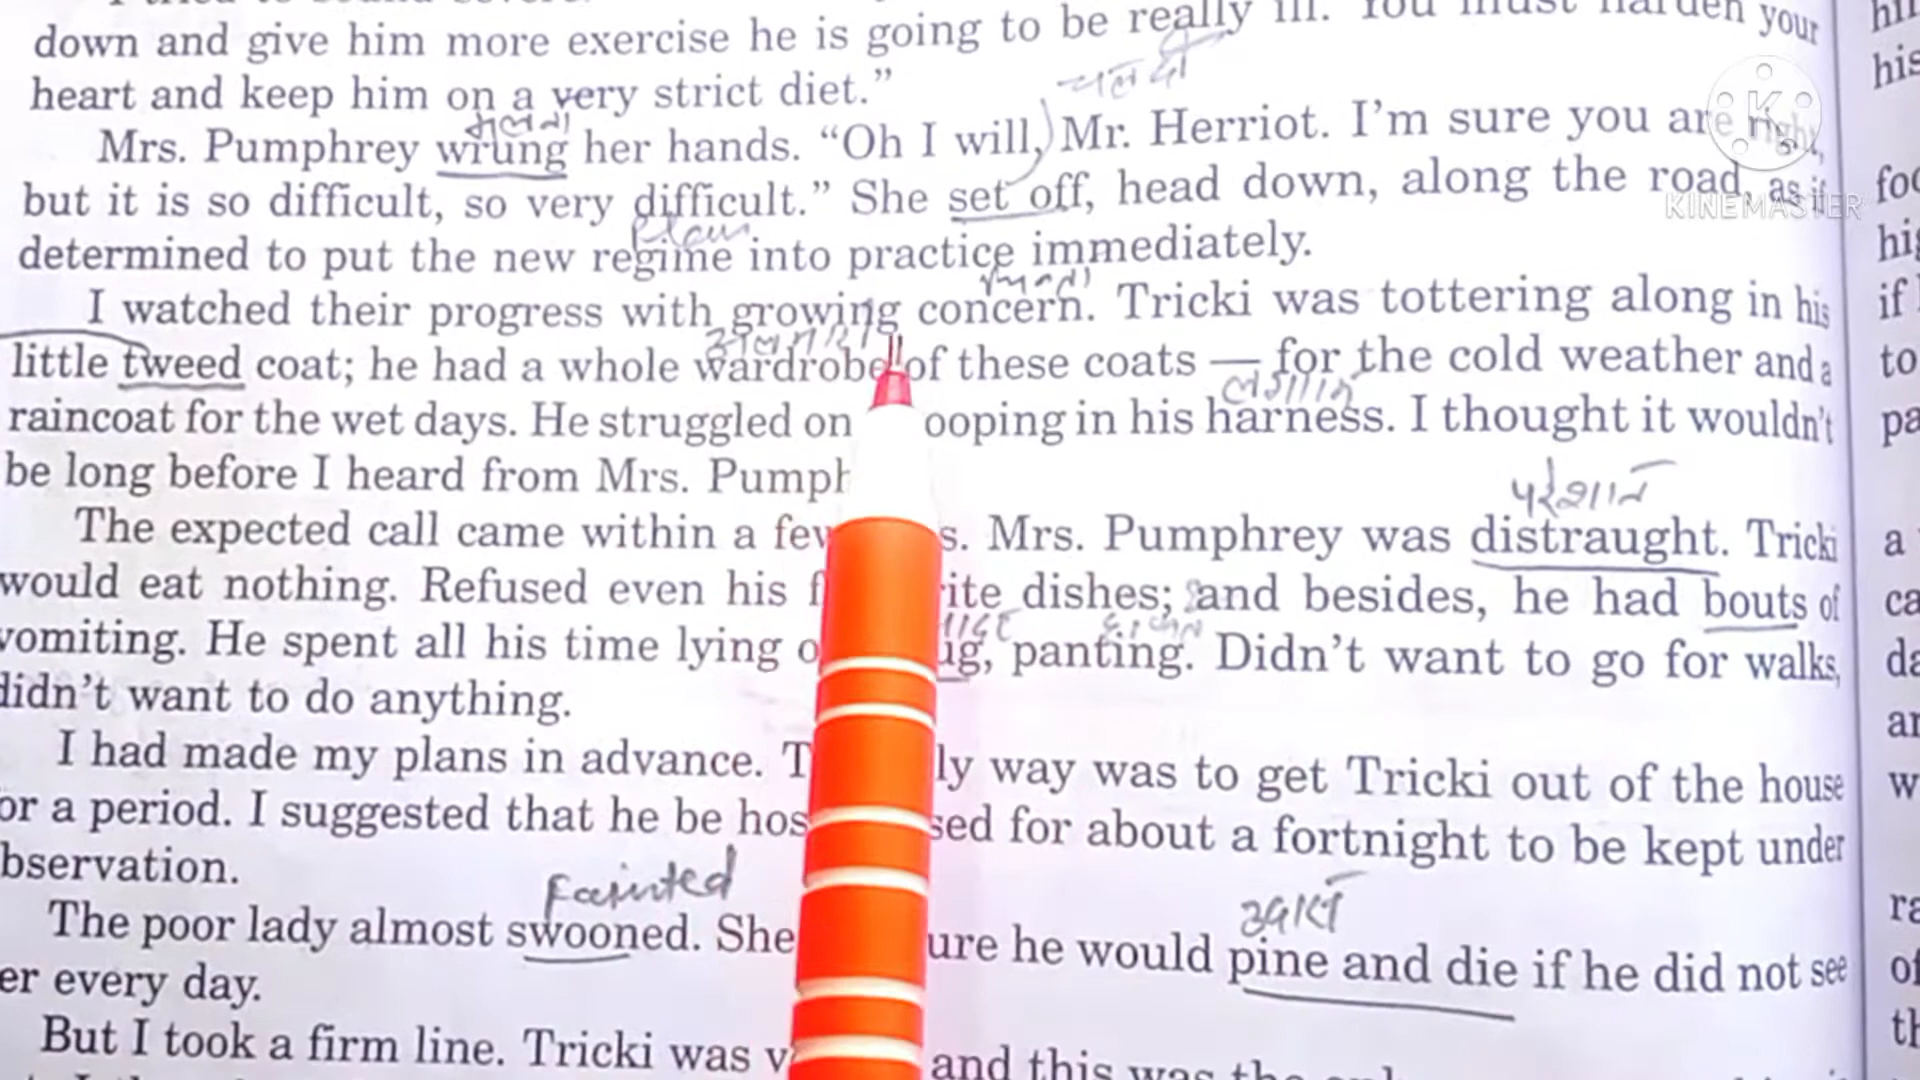 down and give him more exercise he is going to be really ill. You must harden your
heart and keep him on a very strict diet.”
चल दी
मलना
Mrs. Pumphrey wrung her hands. “Oh I will, Mr. Herriot. I’m sure you are right,
but it is so difficult, so very difficult.” She set off, head down, along the road, as if
KINEMASTER
Plan
determined to put the new regime into practice immediately.
I watched their progress with growing concern. Tricki was tottering along in his
little tweed coat; he had a whole wardrobe of these coats — for the cold weather and a
raincoat for the wet days. He struggled on ooping in his harness. I thought it wouldn’t
be long before I heard from Mrs. Pumph
परेशान
The expected call came within a few s. Mrs. Pumphrey was distraught. Tricki
would eat nothing. Refused even his f ite dishes; and besides, he had bouts of
vomiting. He spent all his time lying o ug, panting. Didn’t want to go for walks,
didn’t want to do anything.
I had made my plans in advance. T ly way was to get Tricki out of the house
or a period. I suggested that he be hos sed for about a fortnight to be kept under
bservation.
Fainted
The poor lady almost swooned. She ure he would pine and die if he did not see
er every day.
But I took a firm line. Tricki was v and this was the